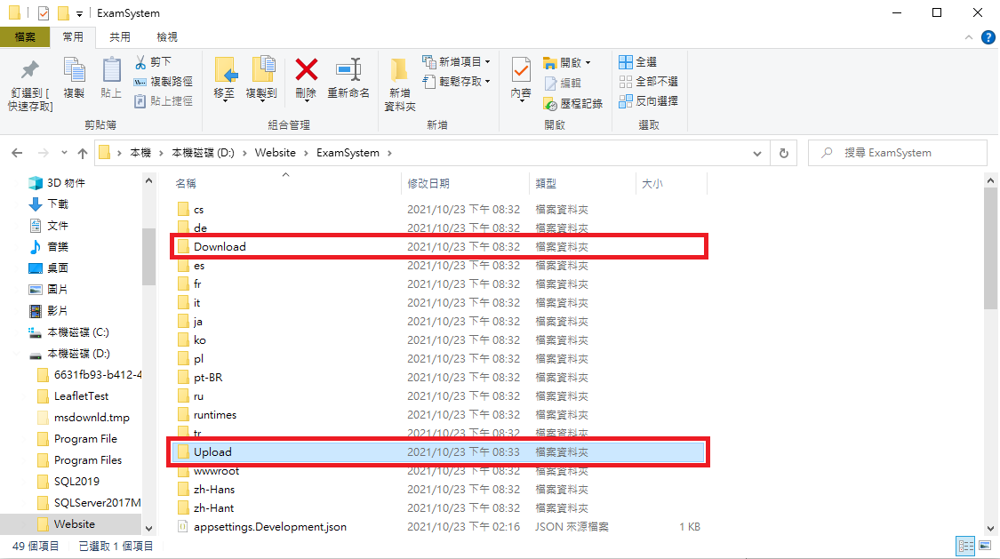 ExamSystem
檔案 常用 共用 檢視
釘選到 [
快速存取]
複製
貼上
剪下
複製路徑
貼上捷徑
剪貼簿
移至
複製到
刪除
重新命名
組合管理
新增
資料夾
新增項目
輕鬆存取
新增
內容
開啟
編輯
歷程記錄
開啟
全選
全部不選
反向選擇
選取
本機 > 本機磁碟 (D:) > Website > ExamSystem >
搜尋 ExamSystem
3D 物件
下載
文件
音樂
桌面
圖片
影片
本機磁碟 (C:)
本機磁碟 (D:)
6631fb93-b412-4
LeafletTest
msdownld.tmp
Program File
Program Files
SQL2019
SQLServer2017M
Website
名稱 修改日期 類型 大小
cs 2021/10/23 下午 08:32 檔案資料夾
de 2021/10/23 下午 08:32 檔案資料夾
Download 2021/10/23 下午 08:32 檔案資料夾
es 2021/10/23 下午 08:32 檔案資料夾
fr 2021/10/23 下午 08:32 檔案資料夾
it 2021/10/23 下午 08:32 檔案資料夾
ja 2021/10/23 下午 08:32 檔案資料夾
ko 2021/10/23 下午 08:32 檔案資料夾
pl 2021/10/23 下午 08:32 檔案資料夾
pt-BR 2021/10/23 下午 08:32 檔案資料夾
ru 2021/10/23 下午 08:32 檔案資料夾
runtimes 2021/10/23 下午 08:32 檔案資料夾
tr 2021/10/23 下午 08:32 檔案資料夾
Upload 2021/10/23 下午 08:33 檔案資料夾
wwwroot 2021/10/23 下午 08:32 檔案資料夾
zh-Hans 2021/10/23 下午 08:32 檔案資料夾
zh-Hant 2021/10/23 下午 08:32 檔案資料夾
appsettings.Development.json 2021/10/23 下午 02:16 JSON 來源檔案 1 KB
49 個項目 已選取 1 個項目